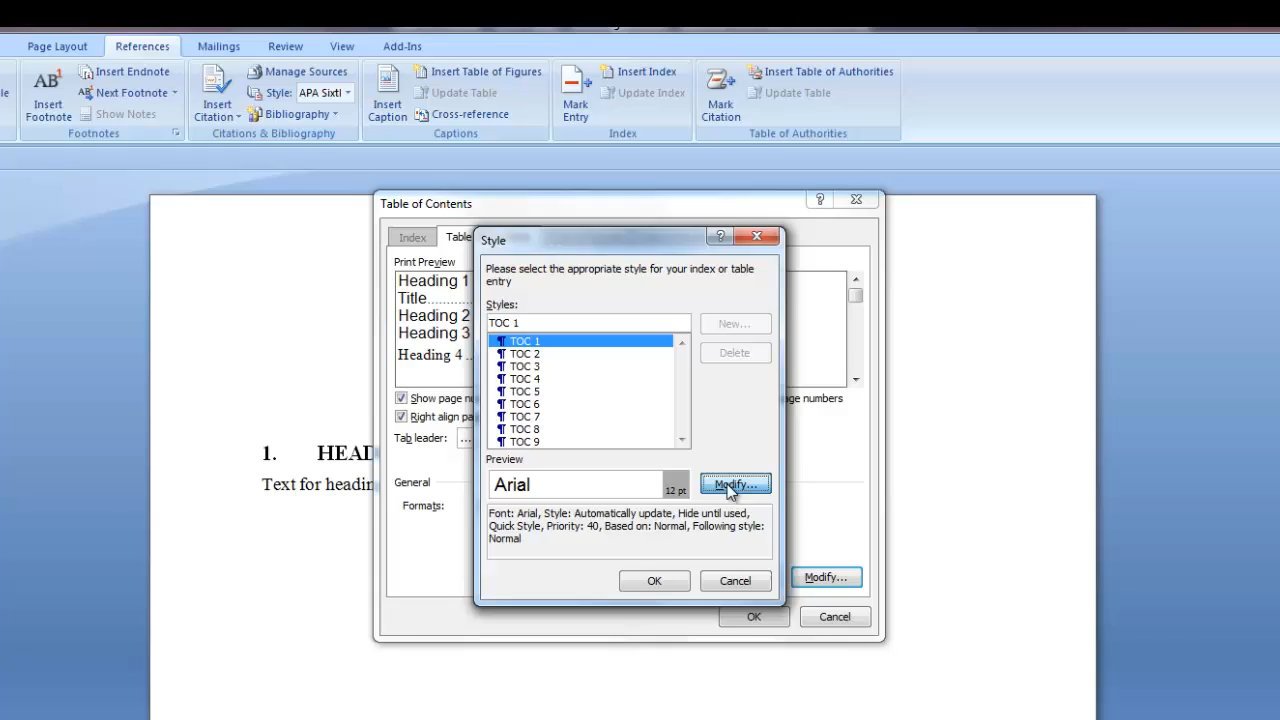 Page Layout References Mailings Review View Add-Ins
AB1 Insert Endnote Manage Sources Insert Table of Figures Insert Index Insert Table of Authorities
le Insert Footnote AB Next Footnote Insert Citation Style: APA Sixtl Insert Caption Update Table Mark Entry Update Index Mark Citation Update Table
Show Notes Bibliography Cross-reference
Footnotes Citations & Bibliography Captions Index Table of Authorities
Table of Contents
Index Table
Style
Print Preview
Please select the appropriate style for your index or table
entry
Heading 1
Title
Heading 2
Heading 3
Heading 4
Styles:
TOC 1
New...
Delete
TOC 1
TOC 2
TOC 3
TOC 4
TOC 5
TOC 6
TOC 7
TOC 8
TOC 9
Show page nu
age numbers
Right align pa
Tab leader: ...
1. HEAD
Text for headin
Preview
Arial
12 pt
Modify...
General
Formats:
Font: Arial, Style: Automatically update, Hide until used,
Quick Style, Priority: 40, Based on: Normal, Following style:
Normal
OK Cancel
Modify...
OK Cancel